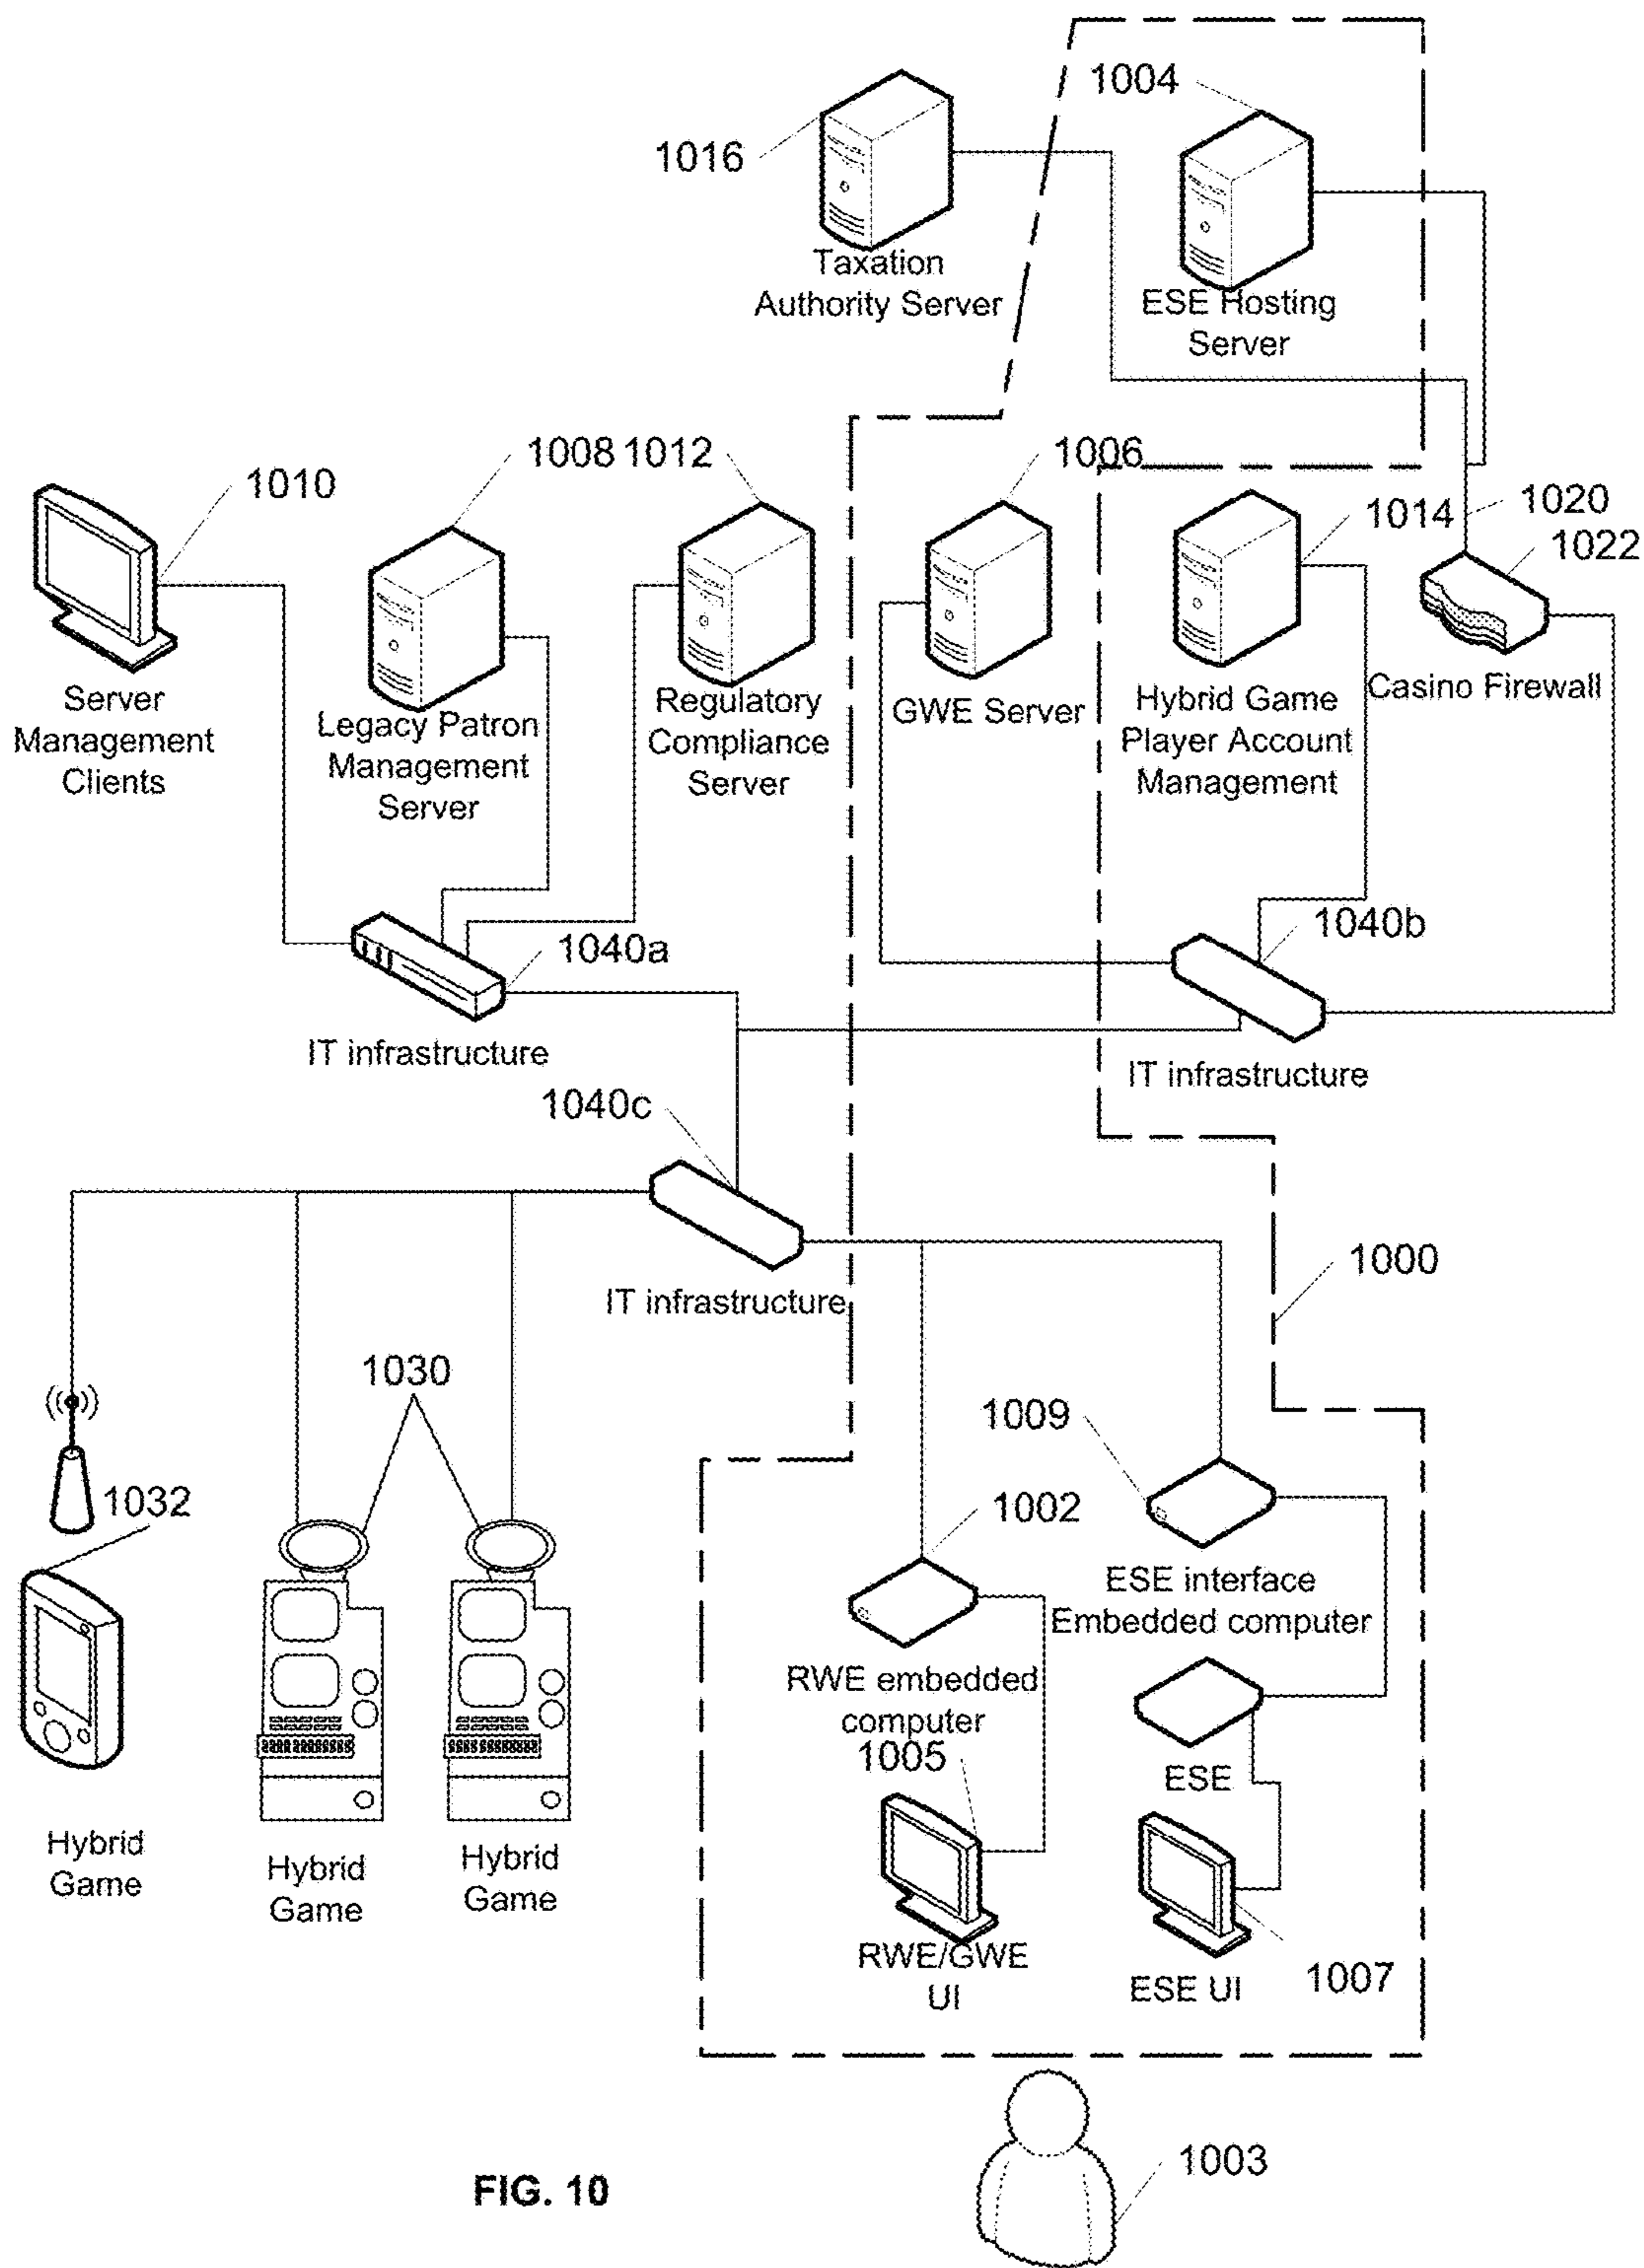 1004
1016
Taxation
Authority Server
ESE Hosting
Server
1008
1012
1006
1010
1014
1020
1022
Server
Management
Clients
Legacy Patron
Management
Server
Regulatory
Compliance
Server
GWE Server
Hybrid Game
Player Account
Management
Casino Firewall
1040a
1040b
IT infrastructure
IT infrastructure
1040c
IT infrastructure
1000
1030
1009
1032
1002
ESE interface
Embedded computer
RWE embedded
computer
1005
ESE
Hybrid
Game
Hybrid
Game
Hybrid
Game
RWE/GWE
UI
ESE UI
1007
1003
FIG. 10